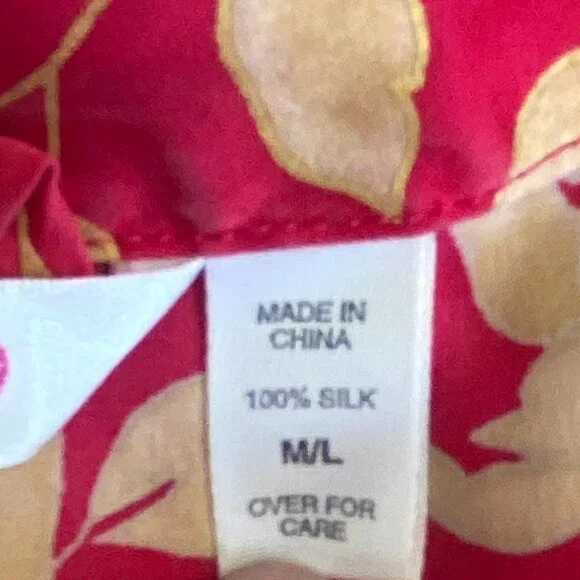 MADE IN
CHINA
100% SILK
M/L
OVER FOR
CARE